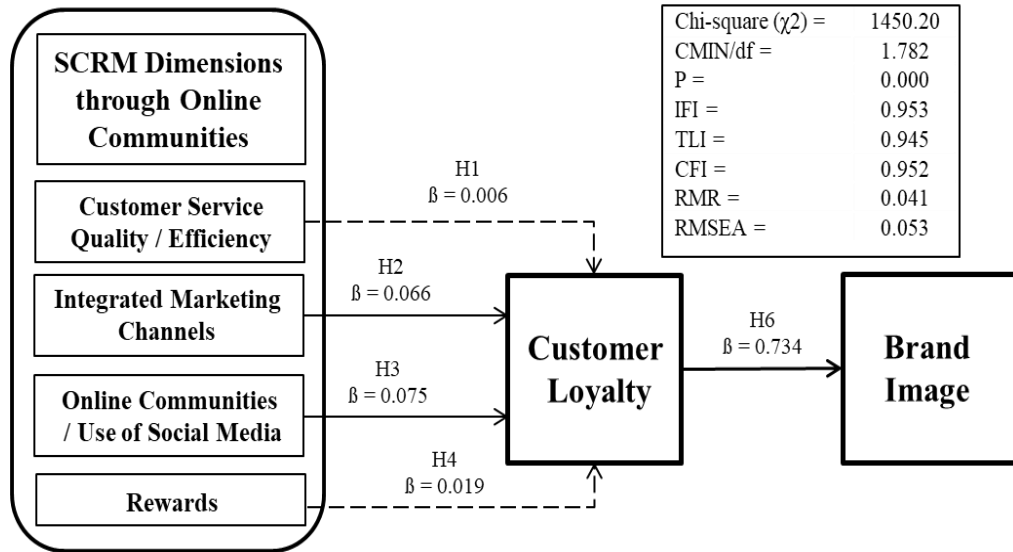 SCRM Dimensions
through Online
Communities
Customer Service
Quality / Efficiency
Integrated Marketing
Channels
Online Communities
/ Use of Social Media
Rewards
H1
ß = 0.006
H2
ß = 0.066
H3
ß = 0.075
H4
ß = 0.019
Customer
Loyalty
H6
ß = 0.734
Brand
Image
Chi-square (χ2) = 1450.20
CMIN/df = 1.782
P = 0.000
IFI = 0.953
TLI = 0.945
CFI = 0.952
RMR = 0.041
RMSEA = 0.053